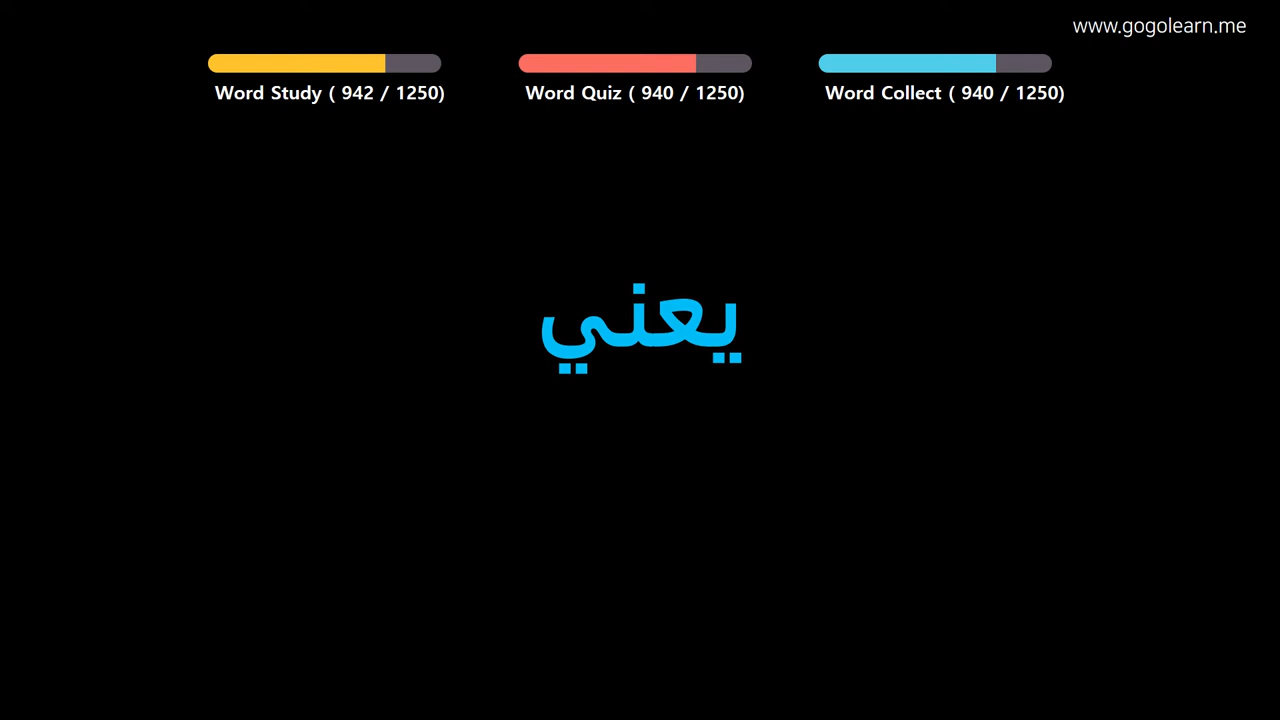 www.gogolearn.me
Word Study ( 942 / 1250)
Word Quiz ( 940 / 1250)
Word Collect ( 940 / 1250)
يعني